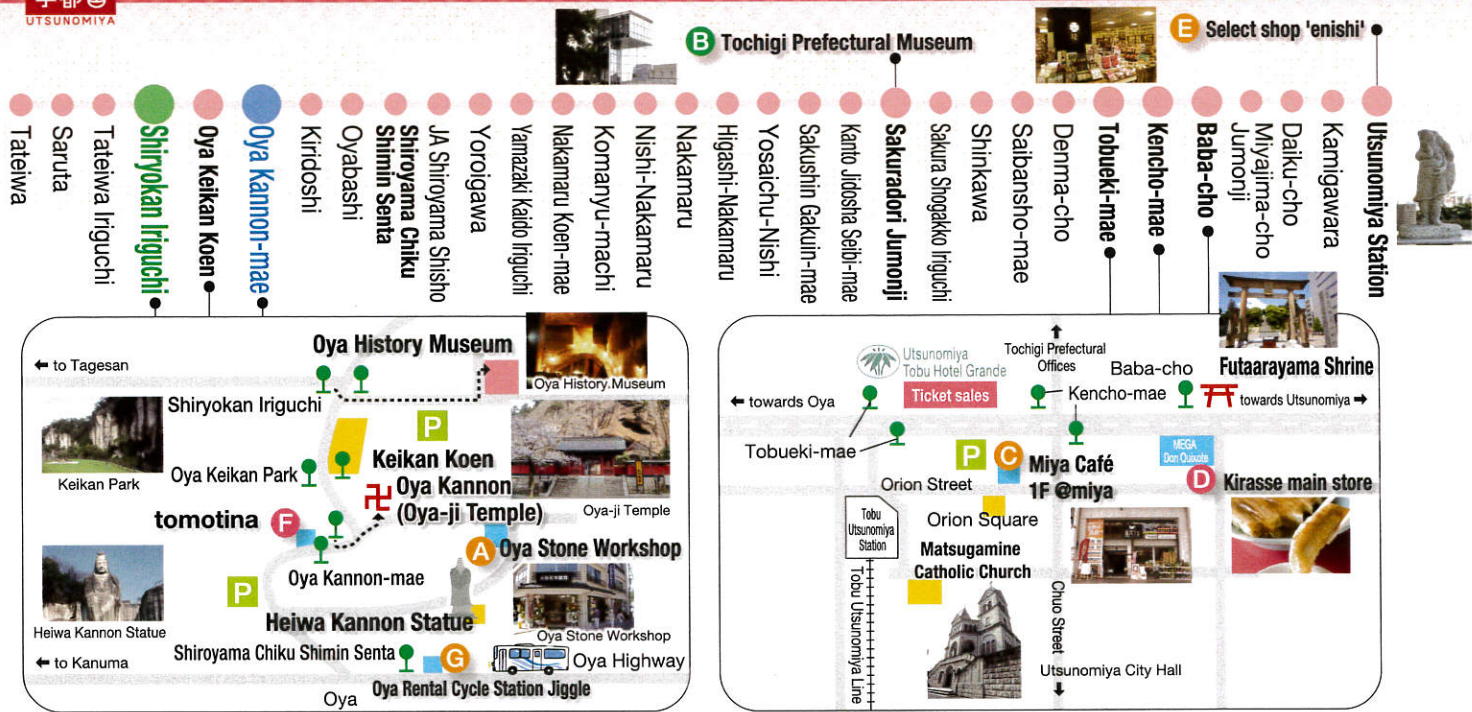 宇都宮
UTSUNOMIYA
B Tochigi Prefectural Museum
E Select shop 'enishi'
Tateiwa
Saruta
Tateiwa Iriguchi
Shiryokan Iriguchi
Oya Keikan Koen
Oya Kannon-mae
Kiridoshi
Oyabashi
Shiroyama Chiku
Shimin Senta
JA Shiroyama Shisho
Yoroigawa
Yamazaki Kaido Iriguchi
Nakamaru Koen-mae
Komanyu-machi
Nishi-Nakamaru
Nakamaru
Higashi-Nakamaru
Yosaichu-Nishi
Sakushin Gakuin-mae
Kanto Jidosha Seibi-mae
Sakuradori Jumonji
Sakura Shogakko Iriguchi
Shinkawa
Saibansho-mae
Denma-cho
Tobueki-mae
Kencho-mae
Baba-cho
Miyajima-cho
Jumonji
Daiku-cho
Kamigawara
Utsunomiya Station
Oya History Museum
← to Tagesan
Oya History.Museum
Shiryokan Iriguchi
P
Keikan Park
Oya Keikan Park
Keikan Koen
卍 Oya Kannon
(Oya-ji Temple)
Oya-ji Temple
tomotina F
A Oya Stone Workshop
Oya Kannon-mae
P
Heiwa Kannon Statue
Heiwa Kannon Statue
Oya Stone Workshop
← to Kanuma
Shiroyama Chiku Shimin Senta
G
Oya Highway
Oya Rental Cycle Station Jiggle
Oya
Utsunomiya
Tobu Hotel Grande
↑
Tochigi Prefectural
Offices
Baba-cho
Futaarayama Shrine
← towards Oya
Ticket sales
Kencho-mae
towards Utsunomiya →
Tobueki-mae
P
C Miya Café
1F @miya
MEGA
Don Quixote
D Kirasse main store
Orion Street
Orion Square
Tobu
Utsunomiya
Station
Matsugamine
Catholic Church
Tobu Utsunomiya Line
Chuo Street
Utsunomiya City Hall
↓